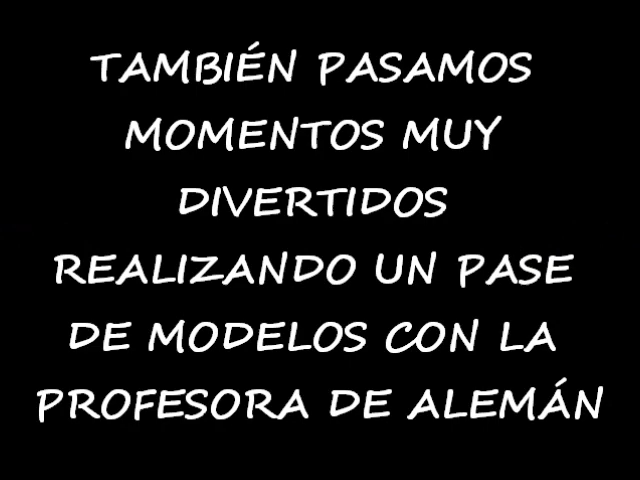 TAMBIÉN PASAMOS
MOMENTOS MUY
DIVERTIDOS
REALIZANDO UN PASE
DE MODELOS CON LA
PROFESORA DE ALEMÁN